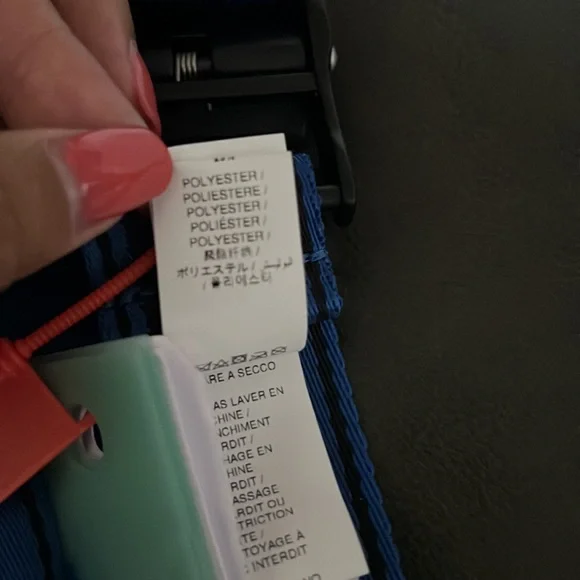 POLYESTER /
POLIESTERE /
POLYESTER /
POLIÉSTER /
POLYESTER /
聚酯纤维 /
ポリエステル / بوليستر
/ 폴리에스터
ARE A SECCO
AS LAVER EN
CHINE /
NCHIMENT
RDIT /
HAGE EN
HINE
RDIT /
ASSAGE
RDIT OU
TRICTION
TE /
TOYAGE À
: INTERDIT